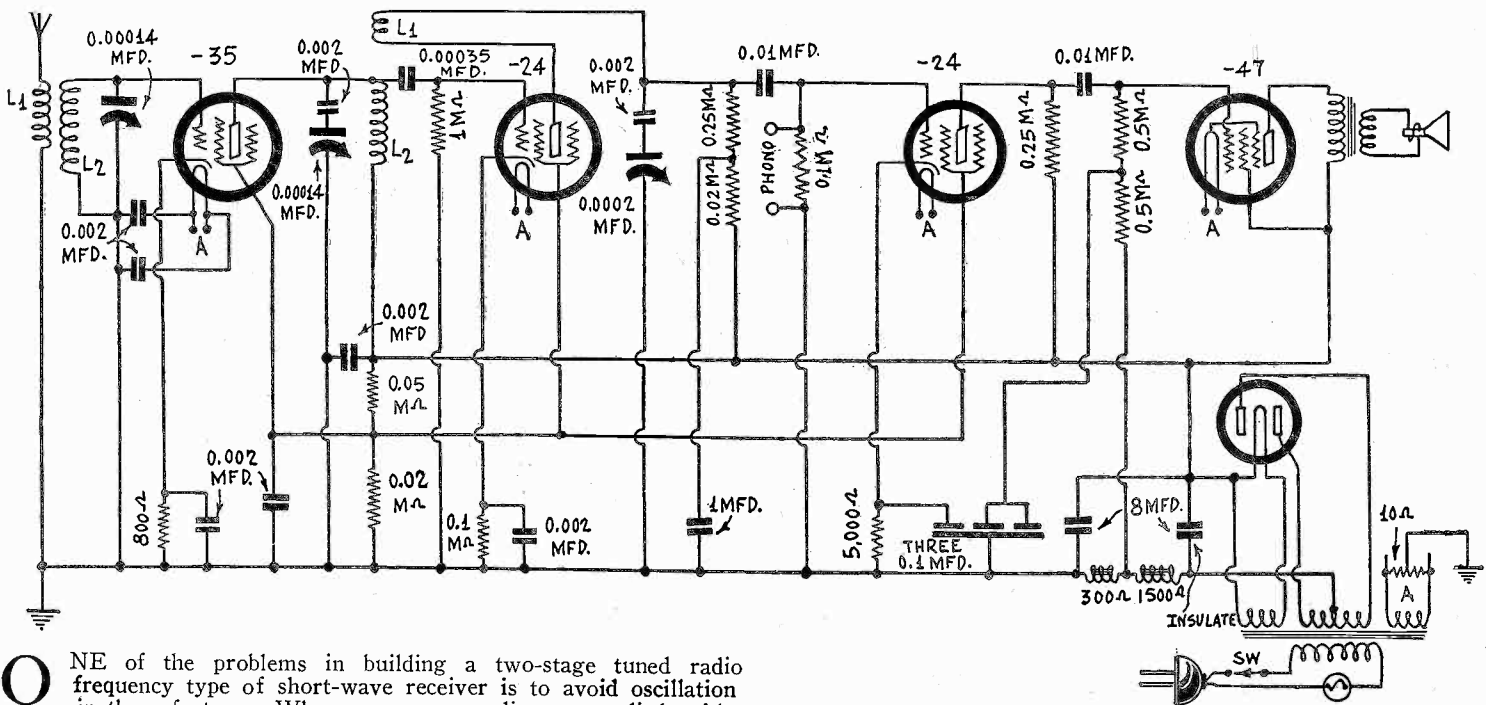 0.00014
MFD.
-35
0.002
MFD
L1
0.00035
MFD.
-24
0.002
MFD.
0.01MFD.
-24
0.01MFD.
-47
L1
L2
L2
1MΩ
0.25MΩ
0.02MΩ
PHONO
0.1MΩ
0.25MΩ
0.5MΩ
0.5MΩ
0.00014
MFD.
0.0002
MFD.
0.002
MFD.
A
A
A
A
0.002
MFD
0.05
MΩ
0.002
MFD.
0.02
MΩ
800Ω
0.1
MΩ
0.002
MFD.
1MFD.
5,000Ω
THREE
0.1MFD.
8MFD.
10Ω
A
300Ω
1500Ω
INSULATE
SW
ONE of the problems in building a two-stage tuned radio
frequency type of short-wave receiver is to avoid oscillation